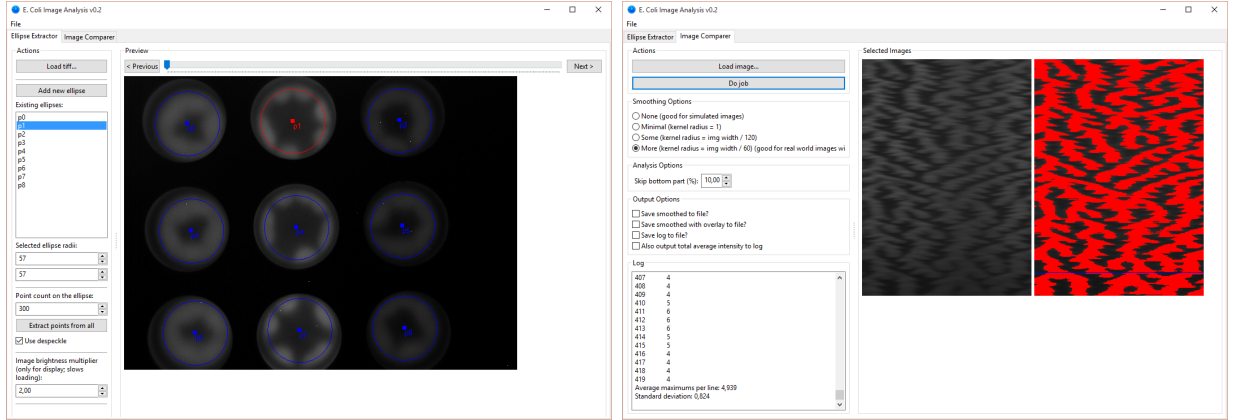 E. Coli Image Analysis v0.2
File
Ellipse Extractor
Image Comparer
Actions
Load tiff...
Add new ellipse
Existing ellipses:
p0
p1
p2
p3
p4
p5
p6
p7
p8
Selected ellipse radii:
57
57
Point count on the ellipse:
300
Extract points from all
Use despeckle
Image brightness multiplier
(only for display; slows
loading):
2,00
Preview
< Previous
Next >
p1
E. Coli Image Analysis v0.2
File
Ellipse Extractor
Image Comparer
Actions
Load image...
Do job
Smoothing Options
None (good for simulated images)
Minimal (kernel radius = 1)
Some (kernel radius = img width / 120)
More (kernel radius = img width / 60) (good for real world images wi
Analysis Options
Skip bottom part (%):
10,00
Output Options
Save smoothed to file?
Save smoothed with overlay to file?
Save log to file?
Also output total average intensity to log
Log
407 4
408 4
409 4
410 5
411 6
412 6
413 6
414 5
415 5
416 4
417 4
418 4
419 4
Average maximums per line: 4,939
Standard deviation: 0,824
Selected Images